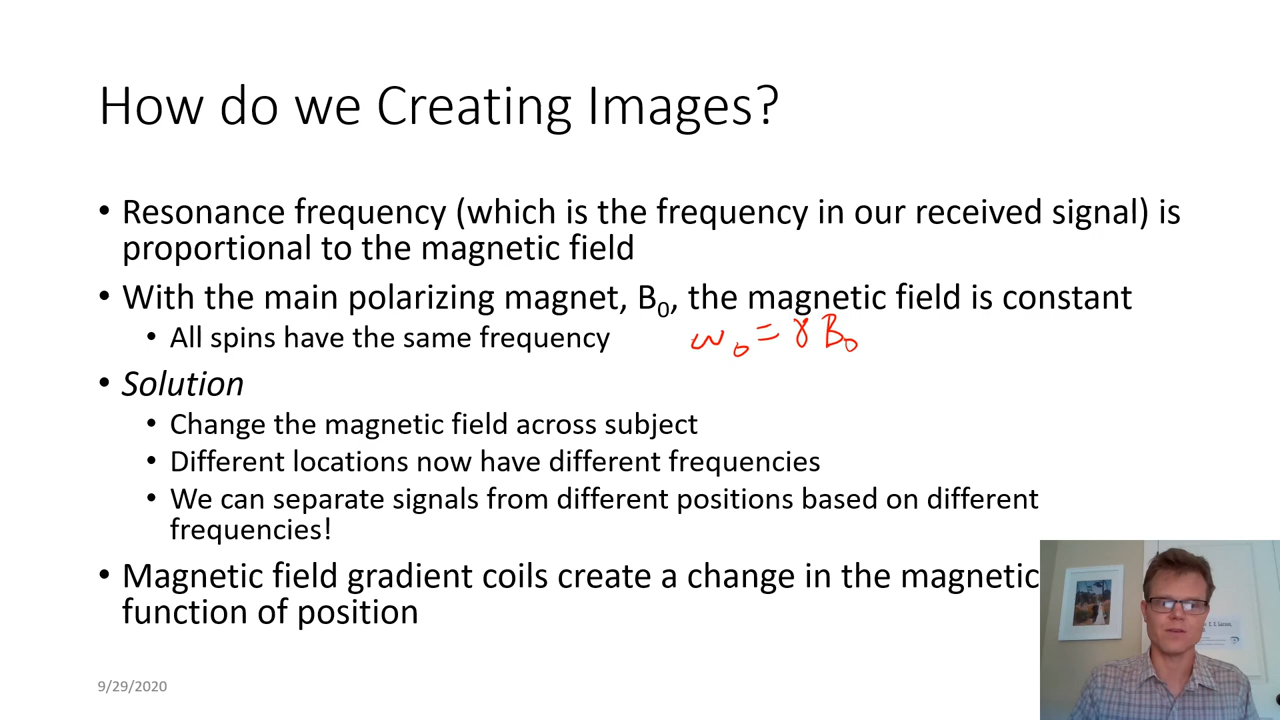 How do we Creating Images?
• Resonance frequency (which is the frequency in our received signal) is
proportional to the magnetic field
• With the main polarizing magnet, B₀, the magnetic field is constant
• All spins have the same frequency
ω₀ = γ B₀
• Solution
• Change the magnetic field across subject
• Different locations now have different frequencies
• We can separate signals from different positions based on different
frequencies!
• Magnetic field gradient coils create a change in the magnetic
function of position
9/29/2020